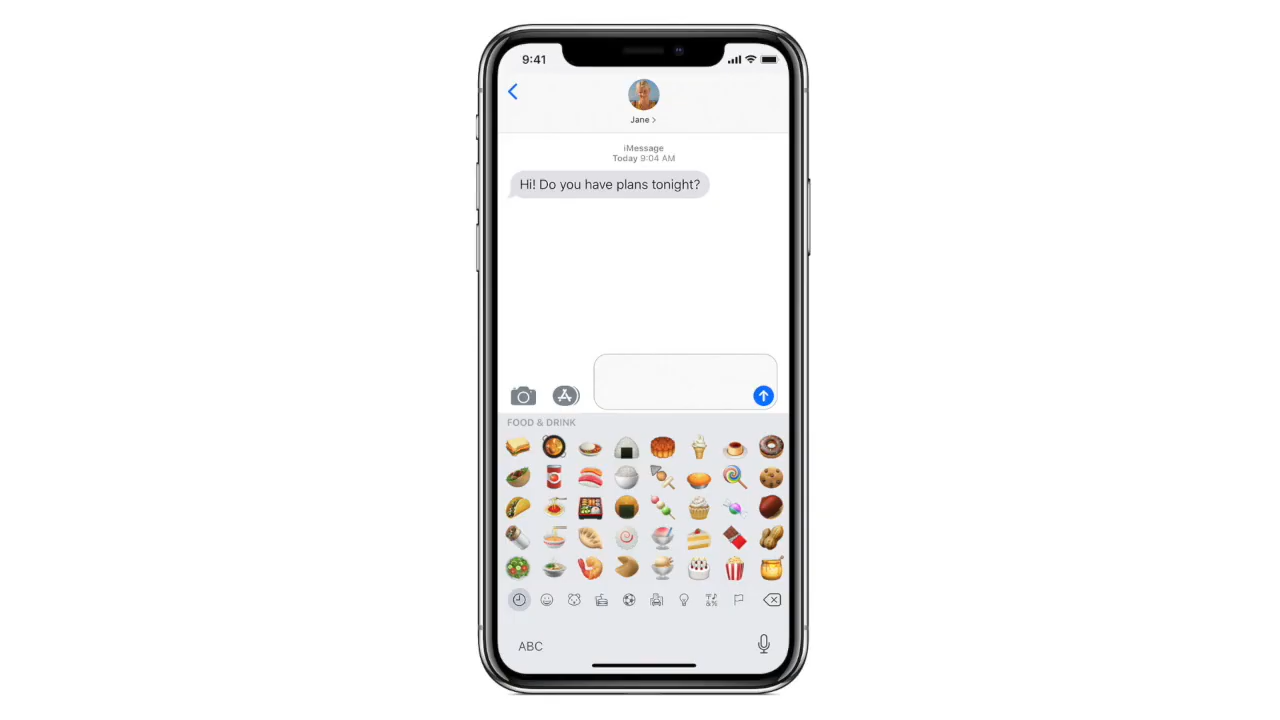 9:41
Jane
iMessage
Today 9:04 AM
Hi! Do you have plans tonight?
FOOD & DRINK
ABC